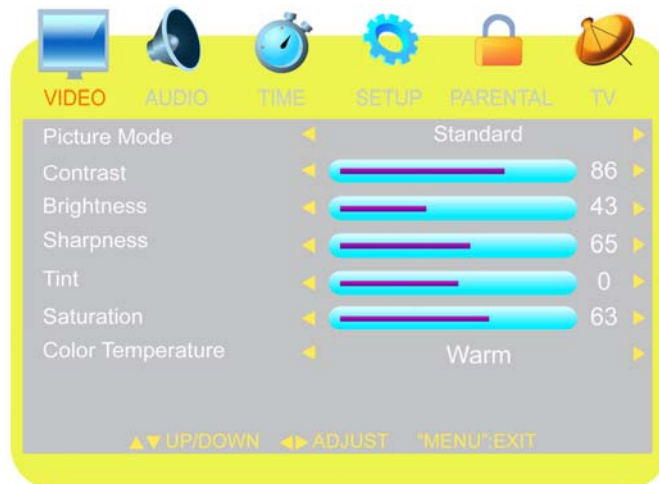 VIDEO AUDIO TIME SETUP PARENTAL TV
Picture Mode Standard
Contrast 86
Brightness 43
Sharpness 65
Tint 0
Saturation 63
Color Temperature Warm
▲▼ UP/DOWN ◀▶ ADJUST "MENU":EXIT